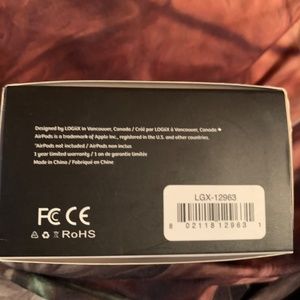 Designed by LOGiiX in Vancouver, Canada / Créé par LOGiiX à Vancouver, Canada
AirPods is a trademark of Apple Inc., registered in the U.S. and other countries.
*AirPods not included / AirPods non inclus
1 year limited warranty / 1 an de garantie limitée
Made in China / Fabriqué en Chine
LGX-12963
FC CE
RoHS
8 02118 12963 1